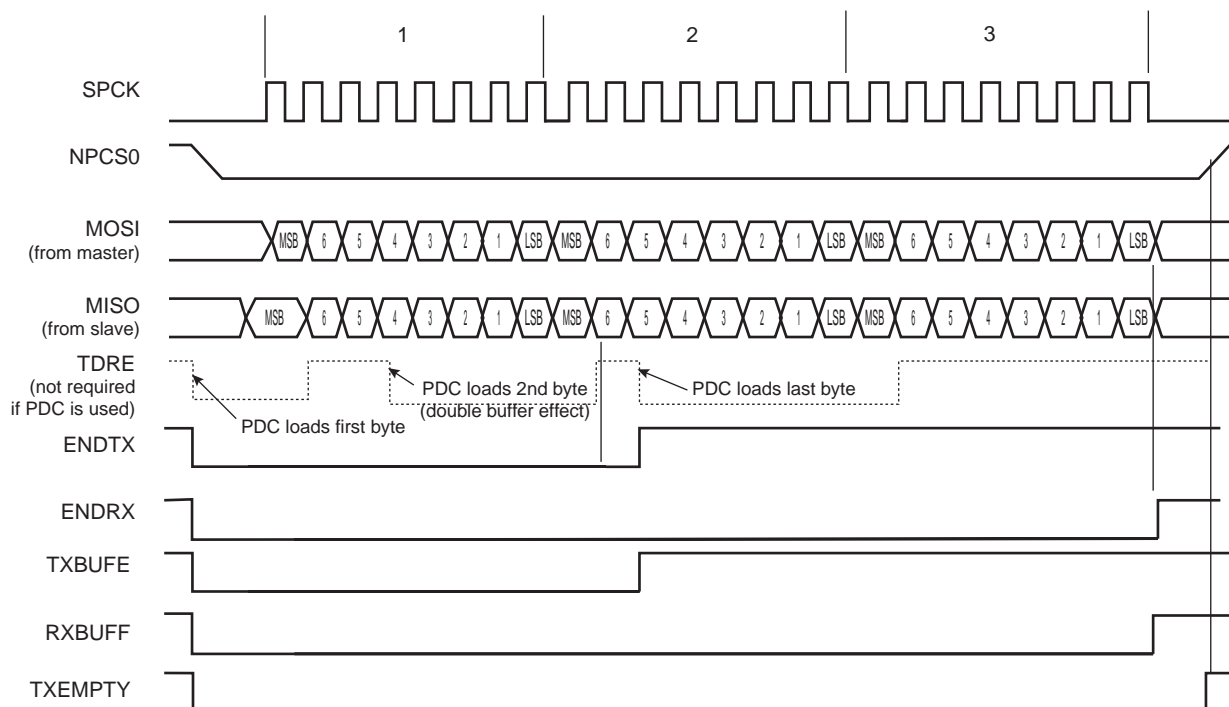 1 2 3
SPCK
NPCS0
MOSI
(from master)
MSB 6 5 4 3 2 1 LSB MSB 6 5 4 3 2 1 LSB MSB 6 5 4 3 2 1 LSB
MISO
(from slave)
MSB 6 5 4 3 2 1 LSB MSB 6 5 4 3 2 1 LSB MSB 6 5 4 3 2 1 LSB
TDRE
(not required
if PDC is used)
PDC loads first byte
PDC loads 2nd byte
(double buffer effect)
PDC loads last byte
ENDTX
ENDRX
TXBUFE
RXBUFF
TXEMPTY